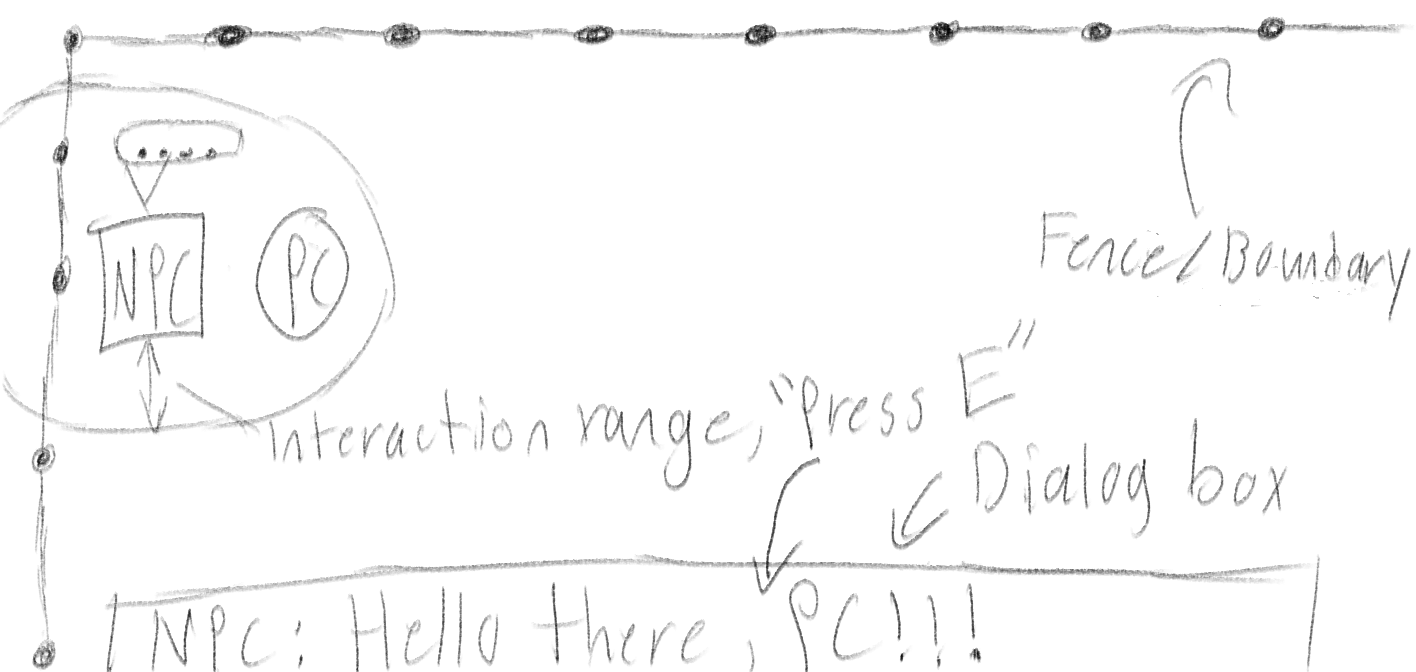 NPC
PC
Fence/Boundary
Interaction range, "Press E"
Dialog box
NPC: Hello there, PC!!!